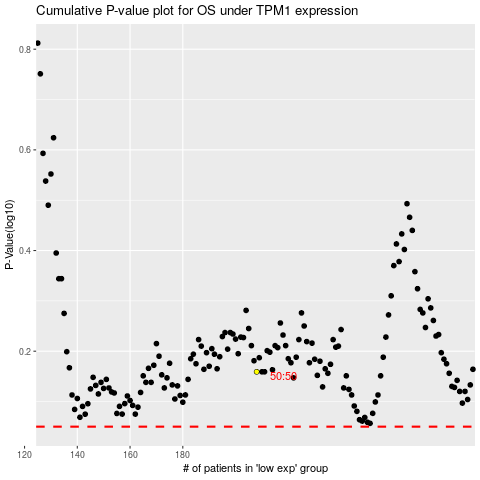 Cumulative P-value plot for OS under TPM1 expression
P-Value(log10)
0.8
0.6
0.4
0.2
50:50
120 140 160 180
# of patients in 'low exp' group